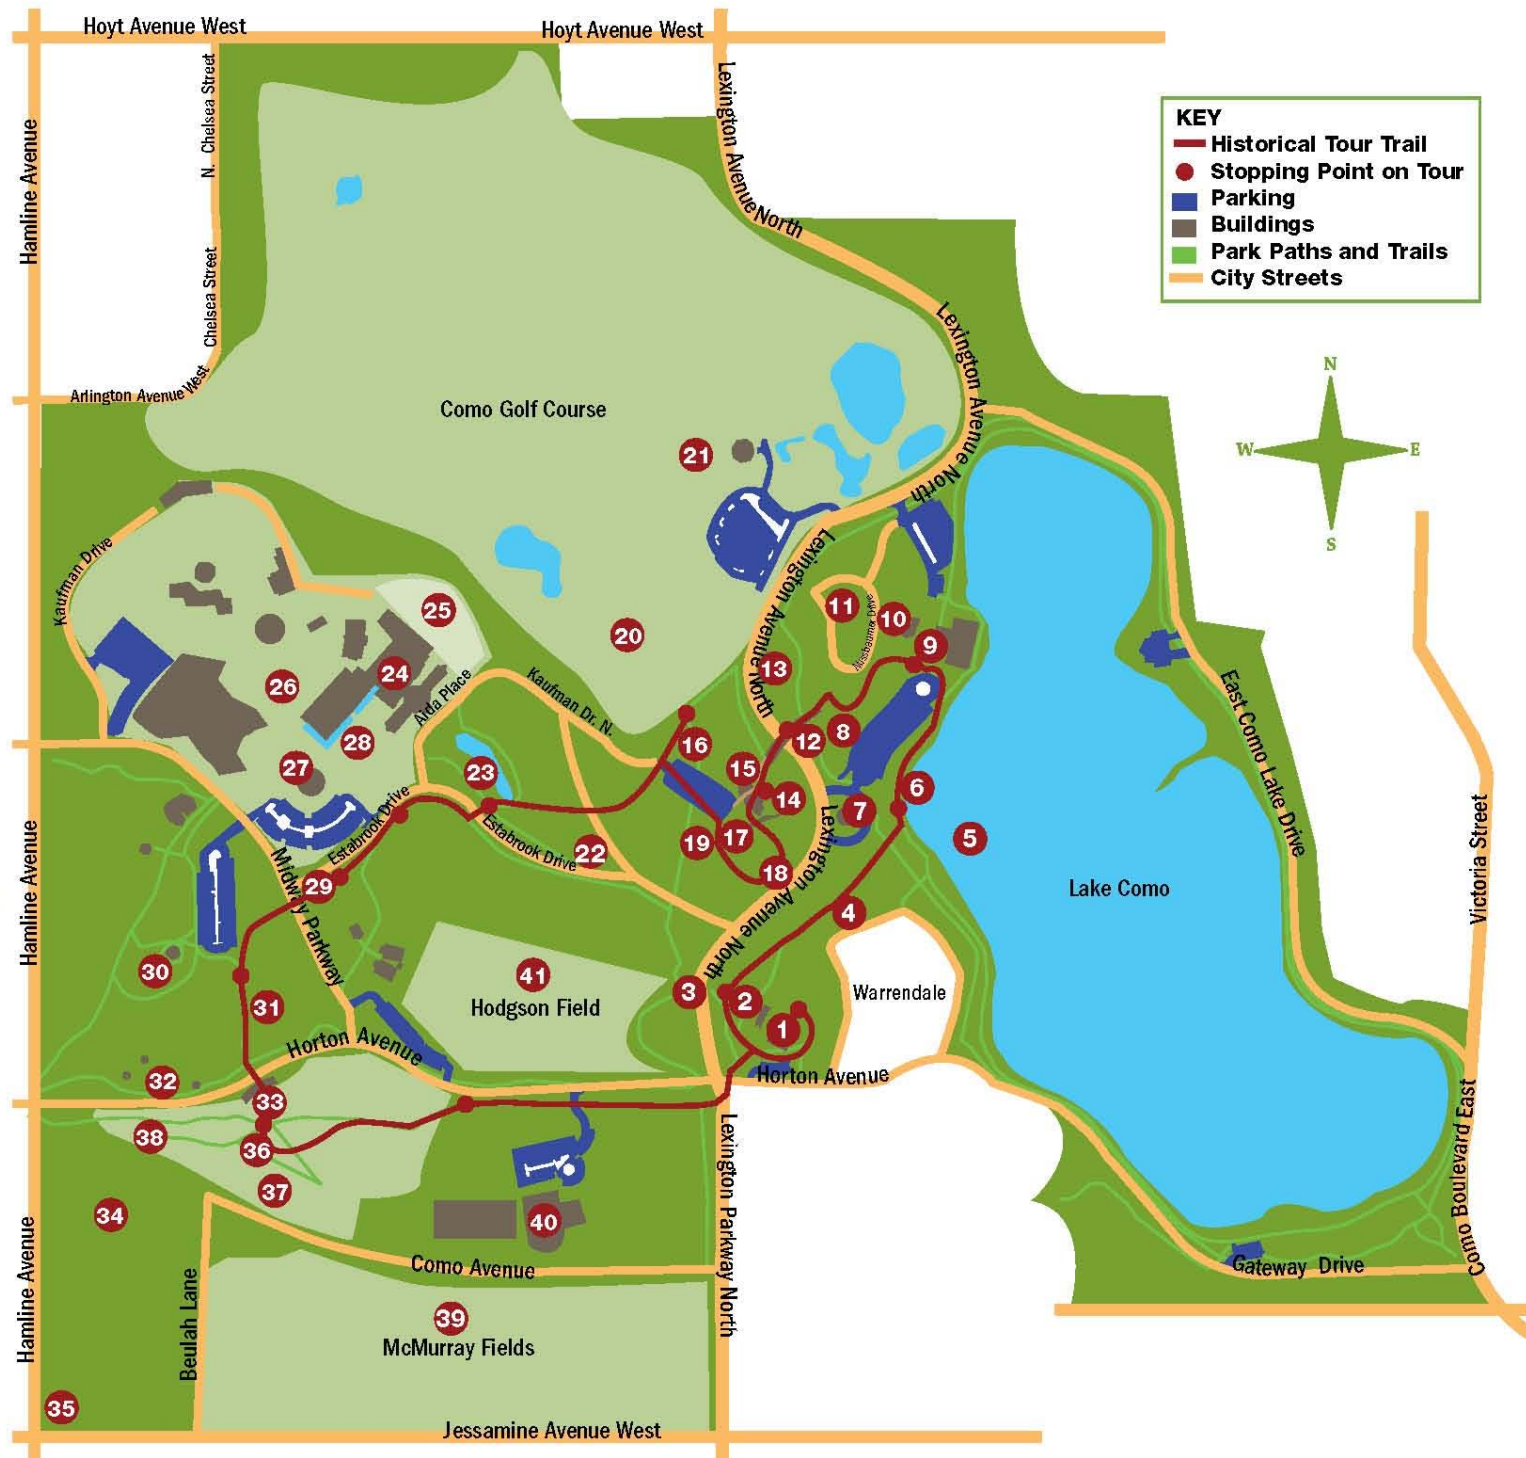 Hoyt Avenue West
Hoyt Avenue West
Hamline Avenue
N. Chelsea Street
Chelsea Street
Lexington Avenue North
KEY
Historical Tour Trail
Stopping Point on Tour
Parking
Buildings
Park Paths and Trails
City Streets
N
W
E
S
Arlington Avenue West
Como Golf Course
Lexington Avenue North
21
Kaufman Drive
25
20
11
10
9
Nussbaumer Drive
Lexington Avenue North
13
24
26
Aida Place
Kaufman Dr. N.
28
16
12
8
27
23
15
14
6
7
5
East Como Lake Drive
Victoria Street
Hamline Avenue
Estabrook Drive
Estabrook Drive
22
19
17
18
Lexington Avenue North
29
Midway Parkway
4
Lake Como
30
31
41
Hodgson Field
3
2
1
Warrendale
Horton Avenue
Horton Avenue
32
33
38
36
37
34
40
Lexington Parkway North
Como Boulevard East
Gateway Drive
Hamline Avenue
Como Avenue
Beulah Lane
39
McMurray Fields
35
Jessamine Avenue West